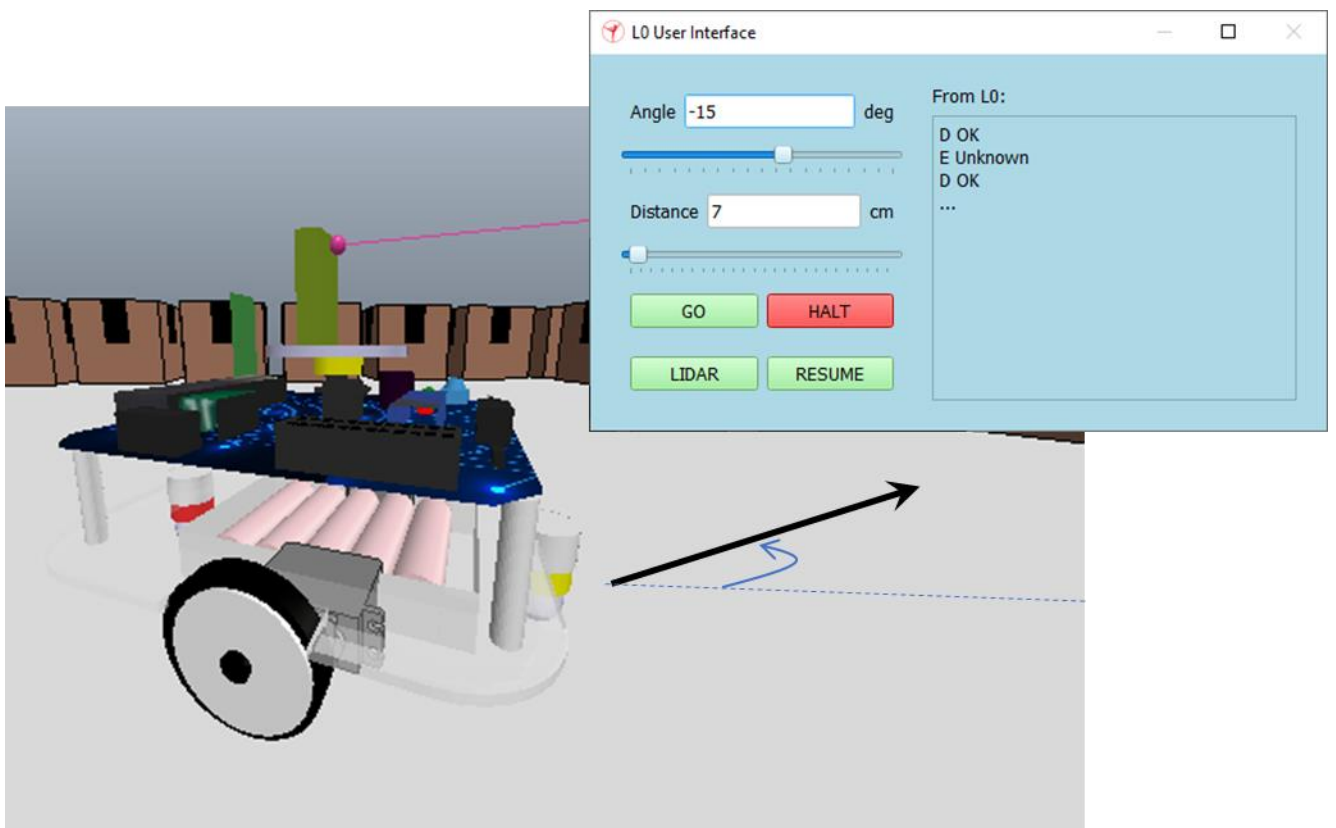 L0 User Interface
Angle -15 deg
Distance 7 cm
GO HALT
LIDAR RESUME
From L0:
D OK
E Unknown
D OK
...